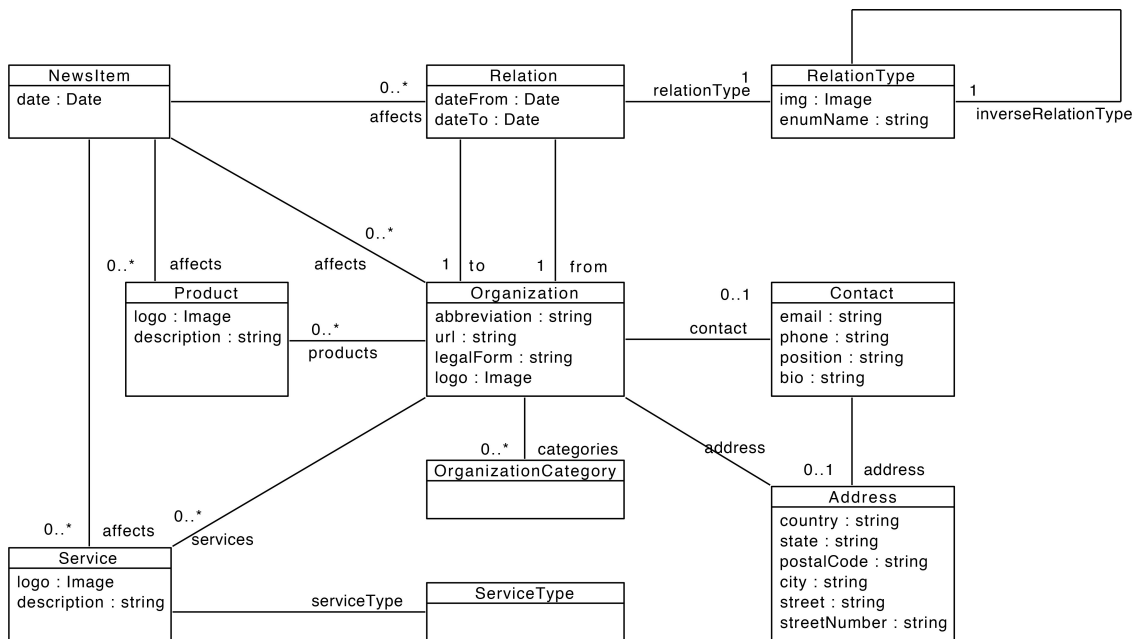 NewsItem
date : Date
0..*
affects
Relation
dateFrom : Date
dateTo : Date
1
relationType
RelationType
img : Image
enumName : string
1
inverseRelationType
0..*
affects
0..*
affects
1
to
1
from
Product
logo : Image
description : string
0..*
products
Organization
abbreviation : string
url : string
legalForm : string
logo : Image
0..1
contact
Contact
email : string
phone : string
position : string
bio : string
0..*
categories
address
0..1
address
OrganizationCategory
0..*
affects
0..*
services
Service
logo : Image
description : string
serviceType
ServiceType
Address
country : string
state : string
postalCode : string
city : string
street : string
streetNumber : string